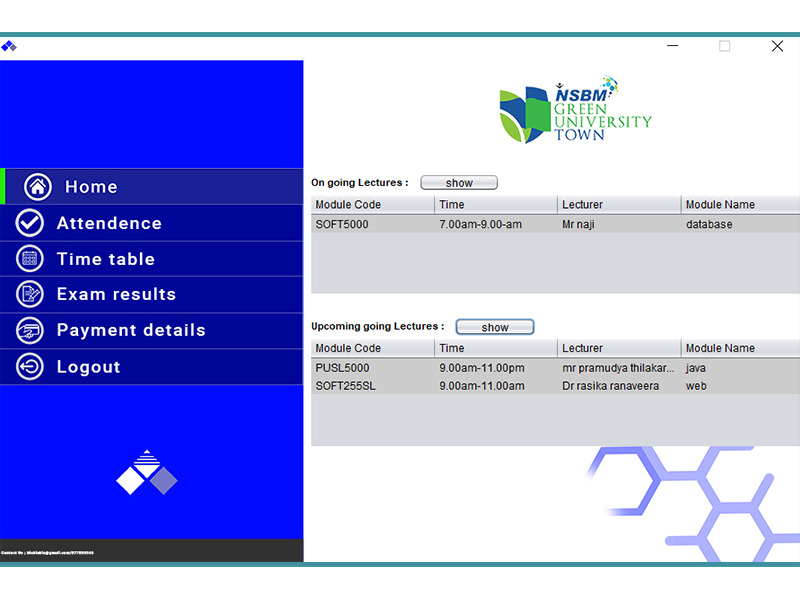 NSBM
GREEN
UNIVERSITY
TOWN
Home
Attendence
Time table
Exam results
Payment details
Logout
On going Lectures : show
Module Code Time Lecturer Module Name
SOFT5000 7.00am-9.00-am Mr naji database
Upcoming going Lectures : show
Module Code Time Lecturer Module Name
PUSL5000 9.00am-11.00pm mr pramudya thilakar... java
SOFT255SL 9.00am-11.00am Dr rasika ranaveera web
Contact Us :